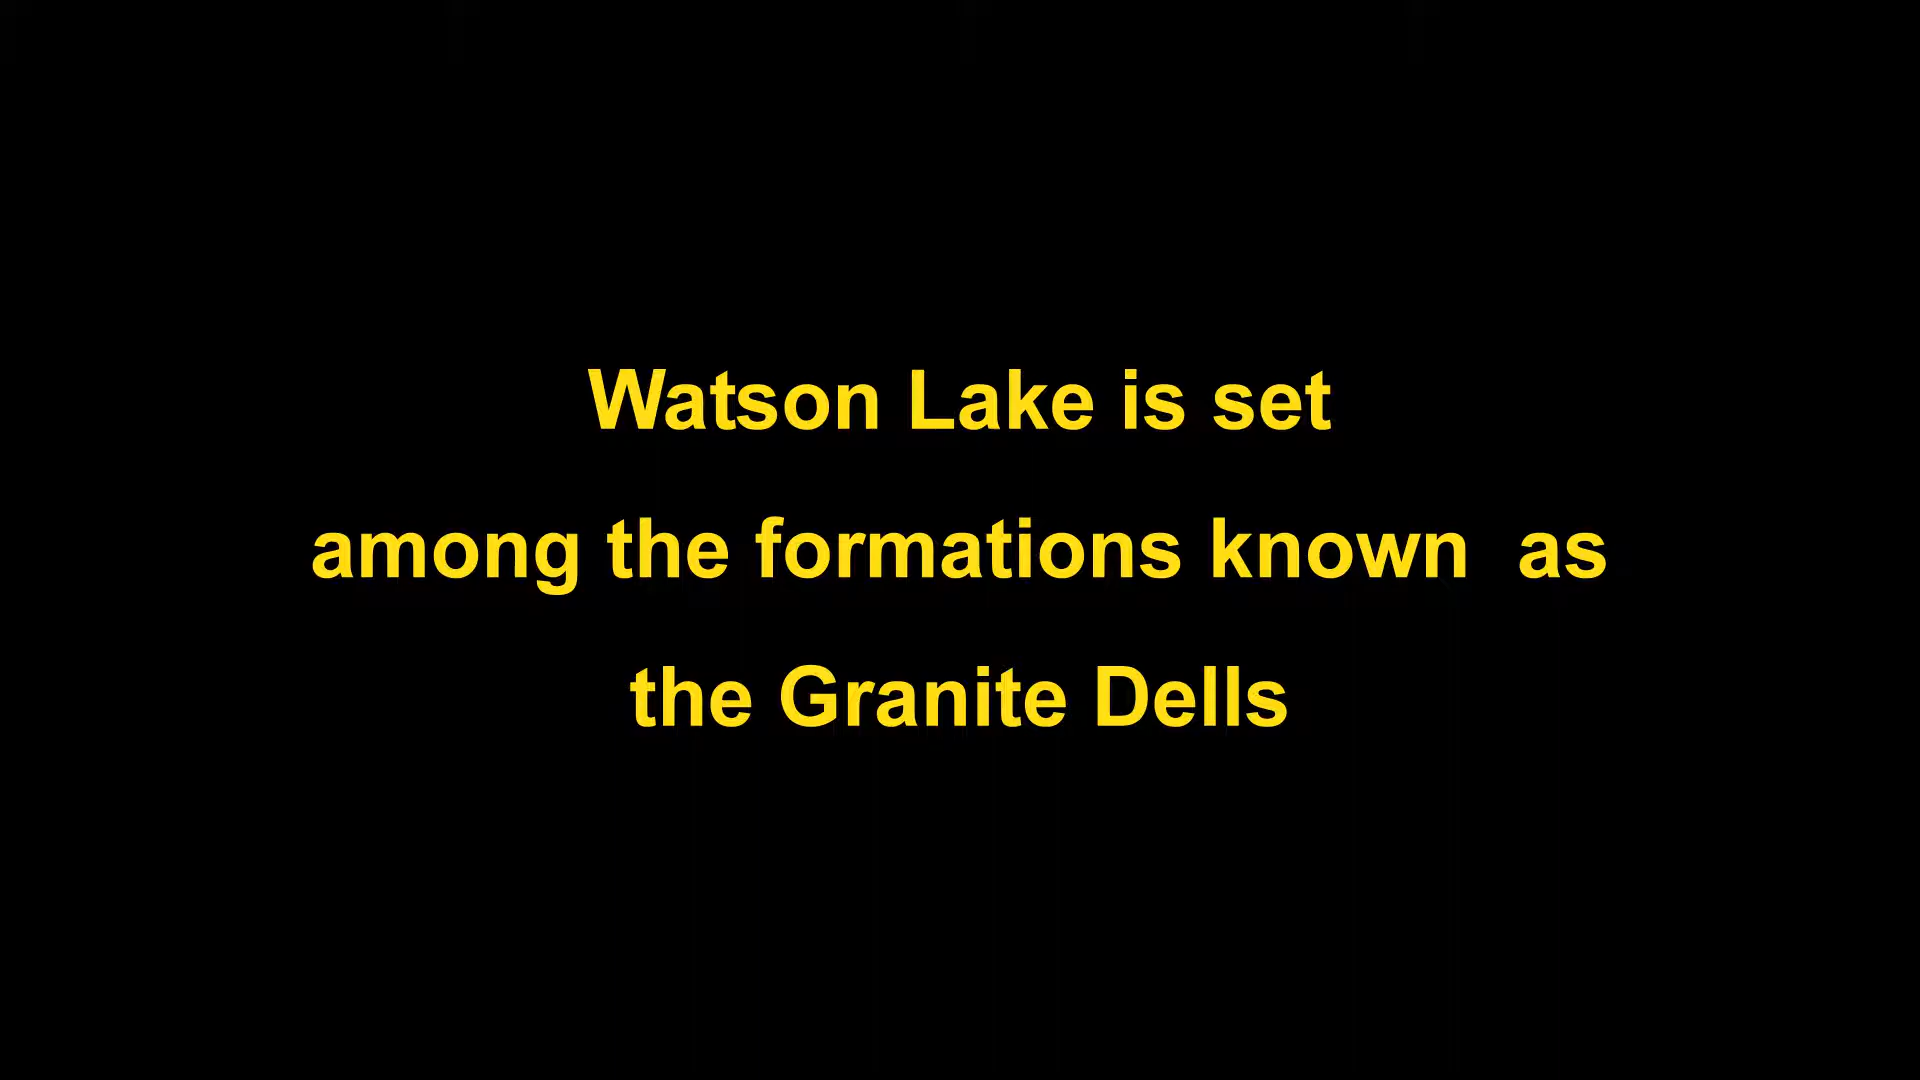 Watson Lake is set
among the formations known  as
the Granite Dells